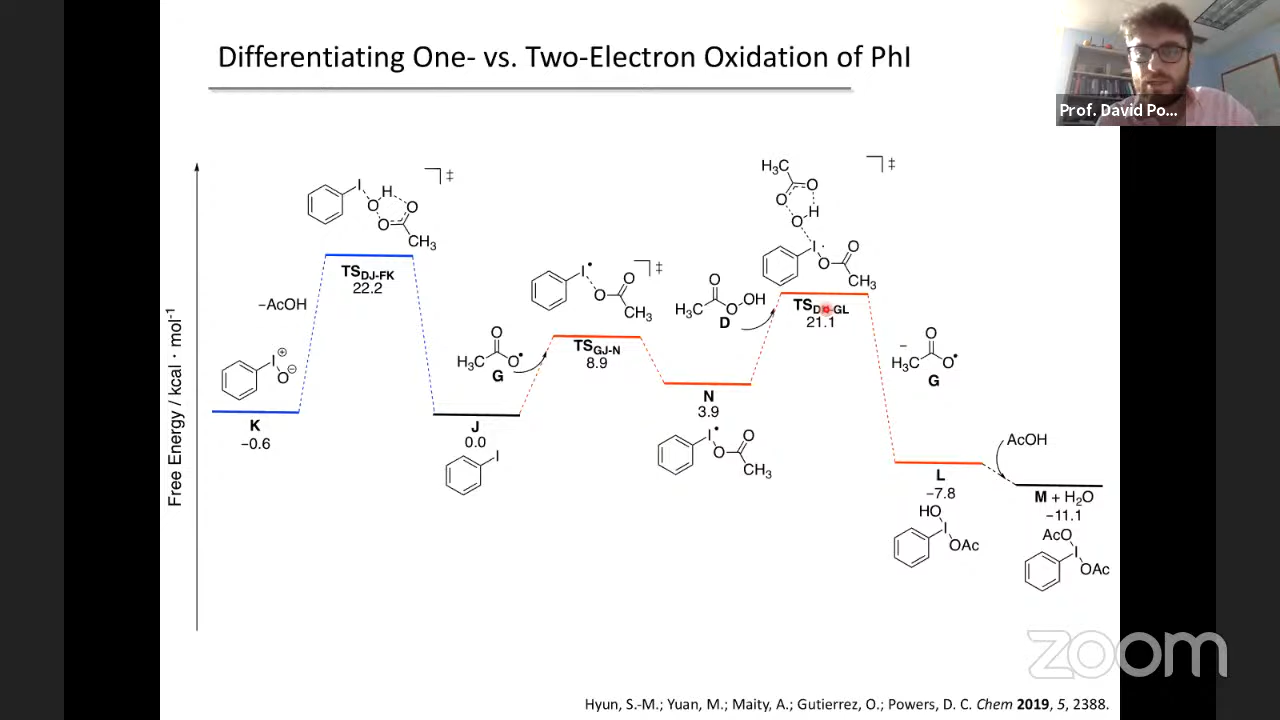 Differentiating One- vs. Two-Electron Oxidation of PhI
Prof. David Po...
Free Energy / kcal · mol⁻¹
I
O
H
O
O
CH₃
‡
TS_DJ-FK
22.2
−AcOH
I⊕
O⊖
K
−0.6
J
0.0
I
O
H₃C
O•
G
I•
O
O
CH₃
‡
TS_GJ-N
8.9
N
3.9
I•
O
O
CH₃
O
H₃C
O
OH
D
H₃C
O
O
H
O
I•
O
O
CH₃
‡
21.1
−
O
H₃C
O•
G
L
−7.8
HO
I
OAc
AcOH
M + H₂O
−11.1
AcO
I
OAc
zoom
Hyun, S.-M.; Yuan, M.; Maity, A.; Gutierrez, O.; Powers, D. C. Chem 2019, 5, 2388.